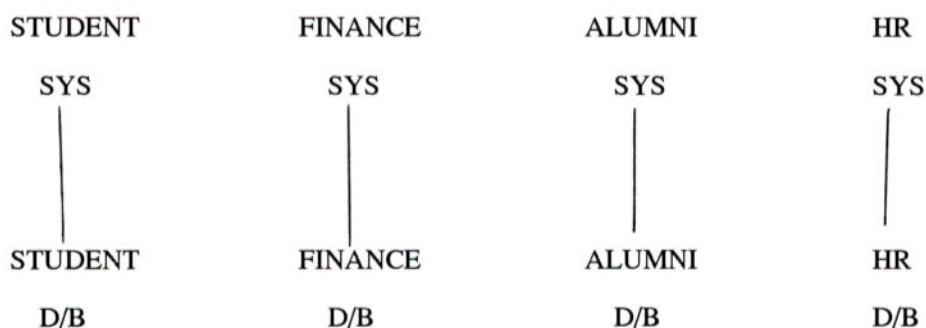 STUDENT FINANCE ALUMNI HR
SYS SYS SYS SYS
STUDENT FINANCE ALUMNI HR
D/B D/B D/B D/B